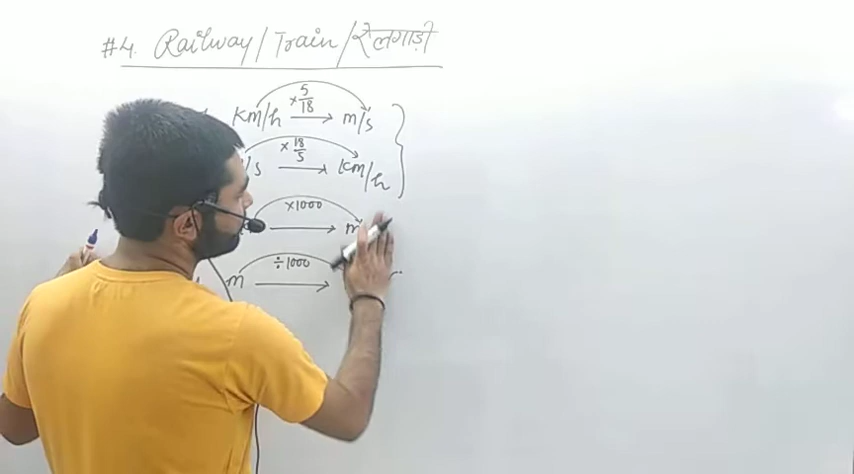 #4. Railway/Train/रेलगाड़ी
km/h ×5/18 → m/s
/s ×18/5 → km/h
×1000 → m
m ÷1000 →